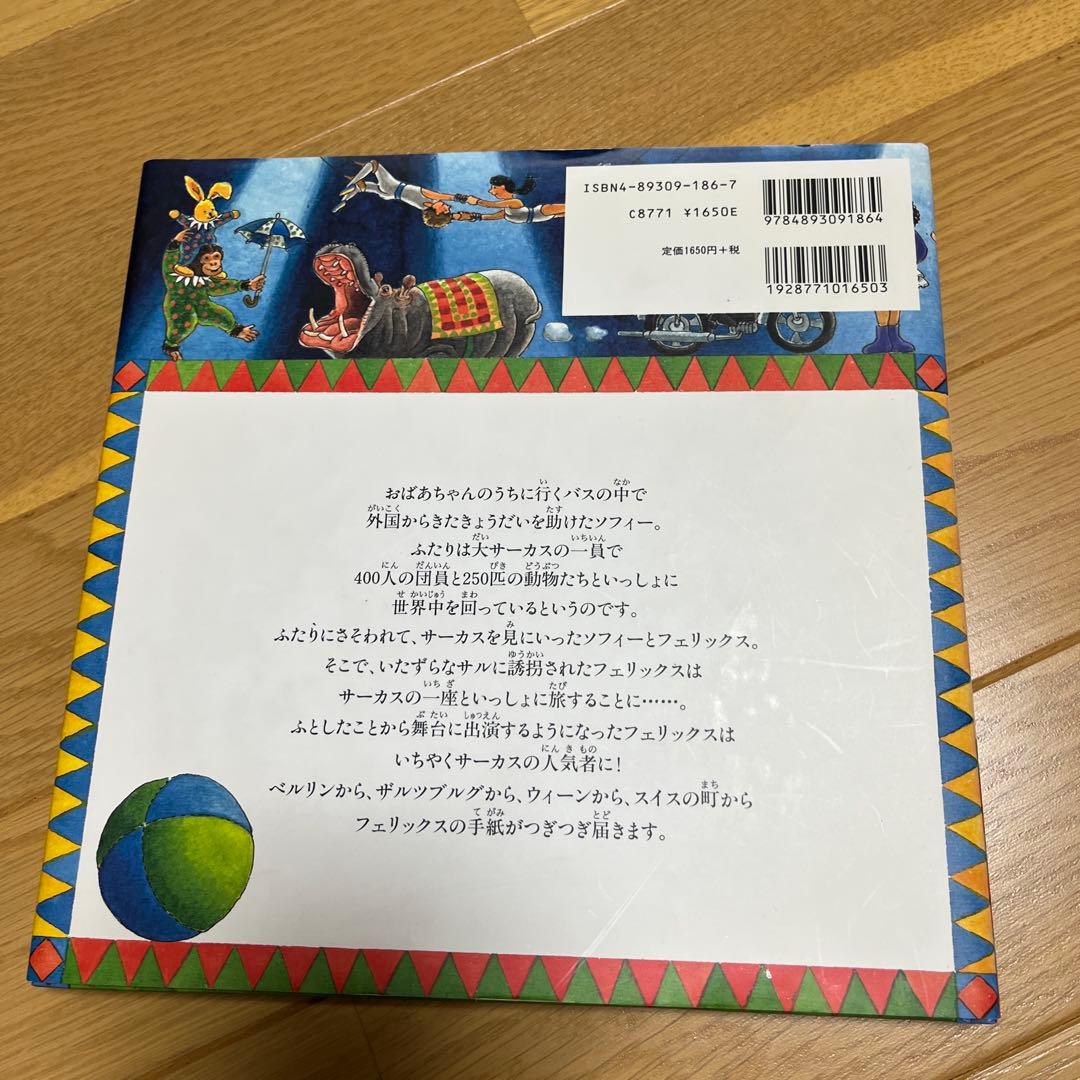 ISBN4-89309-186-7
C8771 ¥1650E
定価1650円+税
9784893091864
1928771016503
おばあちゃんのうちに行くバスの中で
外国からきたきょうだいを助けたソフィー。
ふたりは大サーカスの一員で
400人の団員と250匹の動物たちといっしょに
世界中を回っているというのです。
ふたりにさそわれて、サーカスを見にいったソフィーとフェリックス。
そこで、いたずらなサルに誘拐されたフェリックスは
サーカスの一座といっしょに旅することに……。
ふとしたことから舞台に出演するようになったフェリックスは
いちやくサーカスの人気者に!
ベルリンから、ザルツブルグから、ウィーンから、スイスの町から
フェリックスの手紙がつぎつぎ届きます。